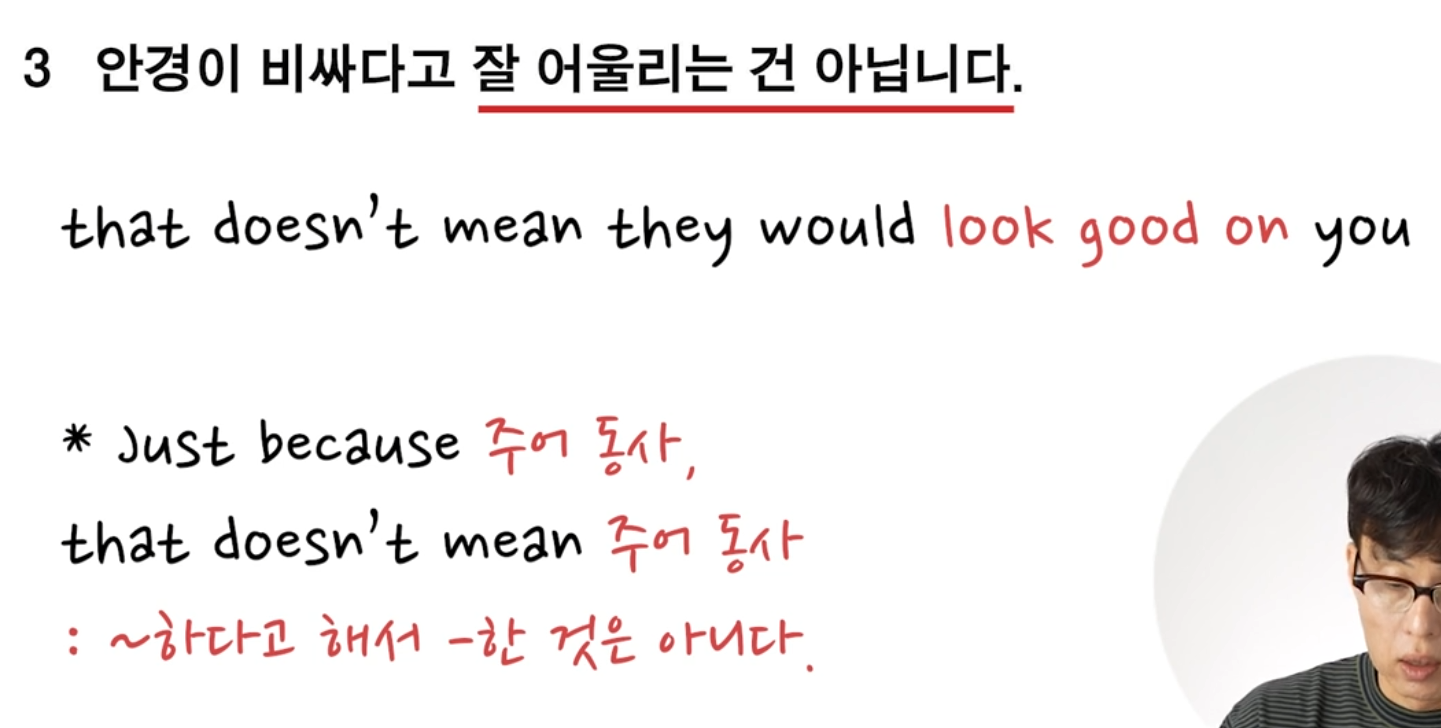 3 안경이 비싸다고 잘 어울리는 건 아닙니다.
that doesn't mean they would look good on you
* Just because 주어 동사,
that doesn't mean 주어 동사
: ~하다고 해서 -한 것은 아니다.